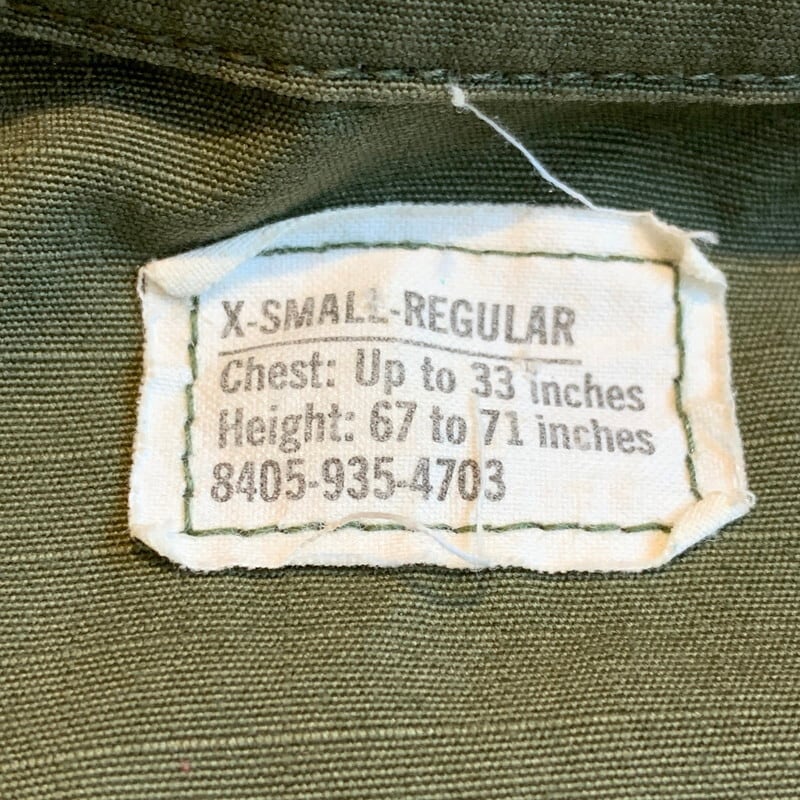 X-SMALL-REGULAR
Chest: Up to 33 inches
Height: 67 to 71 inches
8405-935-4703